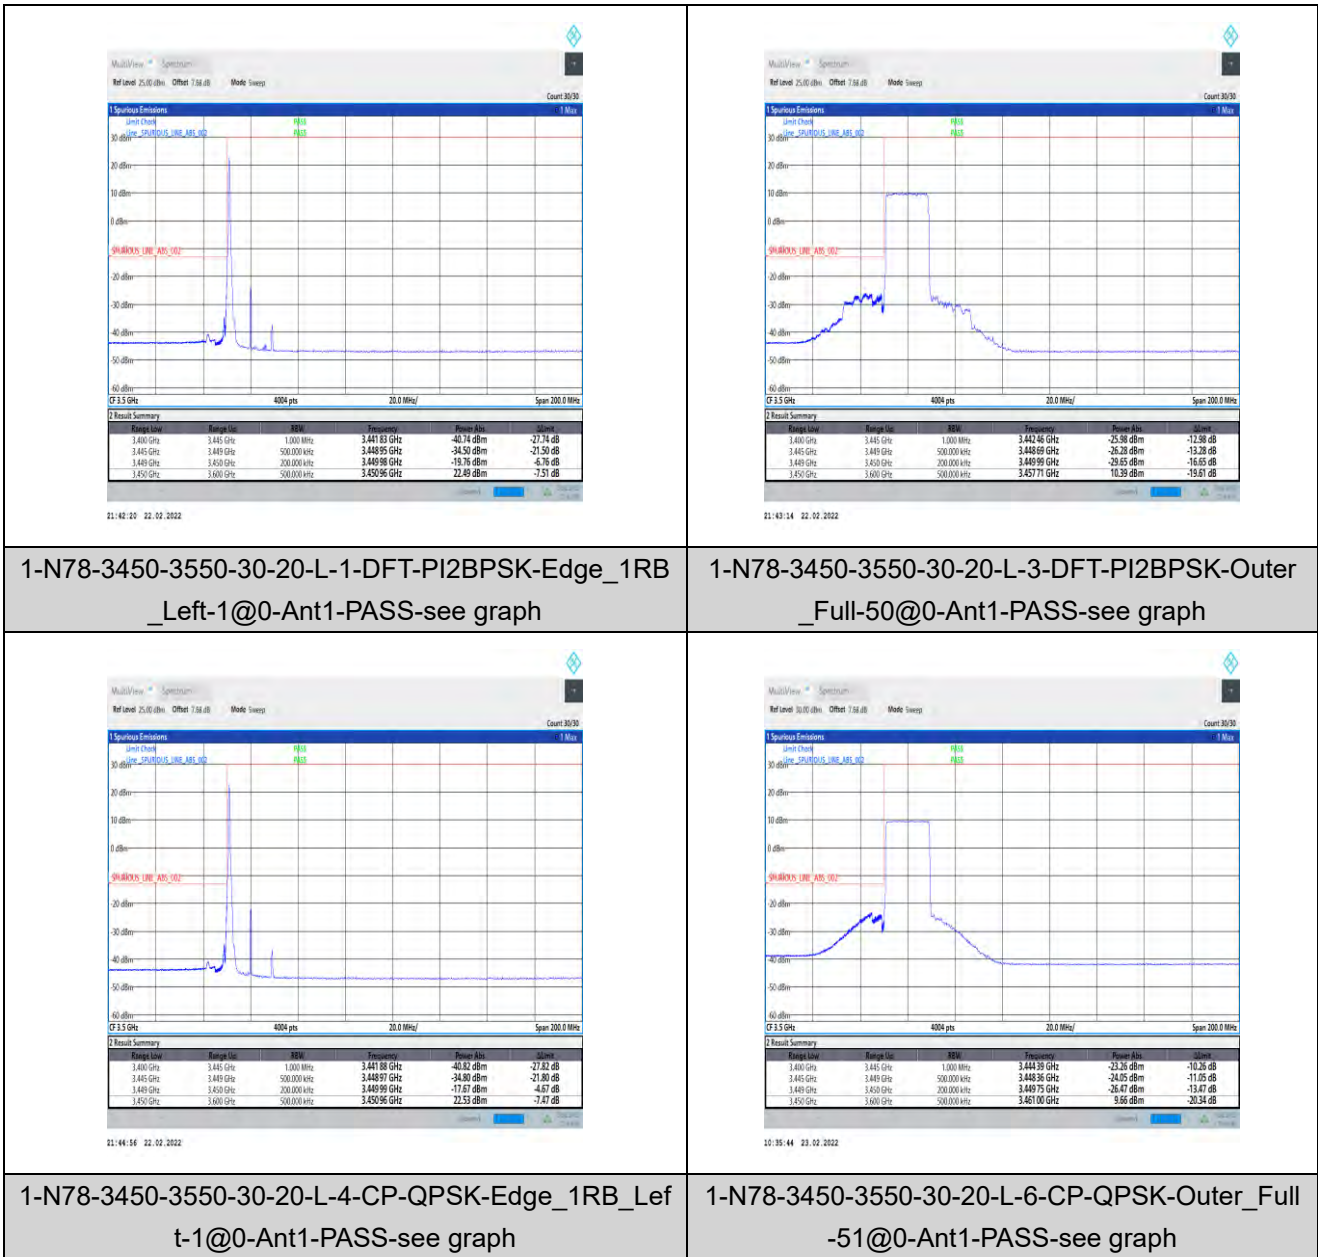 MultiView Spectrum
Ref Level 25.00 dBm Offset 7.58 dB Mode Sweep
Count 30/30
1 Spurious Emissions 1 Max
Limit Check PASS
Line _SPURIOUS_LINE_ABS_002 PASS
30 dBm
20 dBm
10 dBm
0 dBm
SPURIOUS_LINE_ABS_002
-20 dBm
-30 dBm
-40 dBm
-50 dBm
-60 dBm
CF 3.5 GHz 4004 pts 20.0 MHz/ Span 200.0 MHz
2 Result Summary
Range Low Range Up RBW Frequency Power Abs ΔLimit
3.400 GHz 3.445 GHz 1.000 MHz 3.441 83 GHz -40.74 dBm -27.74 dB
3.445 GHz 3.449 GHz 500.000 kHz 3.448 95 GHz -34.50 dBm -21.50 dB
3.449 GHz 3.450 GHz 200.000 kHz 3.449 98 GHz -19.76 dBm -6.76 dB
3.450 GHz 3.600 GHz 500.000 kHz 3.450 96 GHz 22.49 dBm -7.51 dB
21:42:20 22.02.2022
MultiView Spectrum
Ref Level 25.00 dBm Offset 7.58 dB Mode Sweep
Count 30/30
1 Spurious Emissions 1 Max
Limit Check PASS
Line _SPURIOUS_LINE_ABS_002 PASS
30 dBm
20 dBm
10 dBm
0 dBm
SPURIOUS_LINE_ABS_002
-20 dBm
-30 dBm
-40 dBm
-50 dBm
-60 dBm
CF 3.5 GHz 4004 pts 20.0 MHz/ Span 200.0 MHz
2 Result Summary
Range Low Range Up RBW Frequency Power Abs ΔLimit
3.400 GHz 3.445 GHz 1.000 MHz 3.442 46 GHz -25.98 dBm -12.98 dB
3.445 GHz 3.449 GHz 500.000 kHz 3.448 69 GHz -26.28 dBm -13.28 dB
3.449 GHz 3.450 GHz 200.000 kHz 3.449 99 GHz -29.65 dBm -16.65 dB
3.450 GHz 3.600 GHz 500.000 kHz 3.457 71 GHz 10.39 dBm -19.61 dB
21:43:14 22.02.2022
1-N78-3450-3550-30-20-L-1-DFT-PI2BPSK-Edge_1RB
_Left-1@0-Ant1-PASS-see graph
1-N78-3450-3550-30-20-L-3-DFT-PI2BPSK-Outer
_Full-50@0-Ant1-PASS-see graph
MultiView Spectrum
Ref Level 25.00 dBm Offset 7.58 dB Mode Sweep
Count 30/30
1 Spurious Emissions 1 Max
Limit Check PASS
Line _SPURIOUS_LINE_ABS_002 PASS
30 dBm
20 dBm
10 dBm
0 dBm
SPURIOUS_LINE_ABS_002
-20 dBm
-30 dBm
-40 dBm
-50 dBm
-60 dBm
CF 3.5 GHz 4004 pts 20.0 MHz/ Span 200.0 MHz
2 Result Summary
Range Low Range Up RBW Frequency Power Abs ΔLimit
3.400 GHz 3.445 GHz 1.000 MHz 3.441 88 GHz -40.82 dBm -27.82 dB
3.445 GHz 3.449 GHz 500.000 kHz 3.448 97 GHz -34.80 dBm -21.80 dB
3.449 GHz 3.450 GHz 200.000 kHz 3.449 99 GHz -17.67 dBm -4.67 dB
3.450 GHz 3.600 GHz 500.000 kHz 3.450 96 GHz 22.53 dBm -7.47 dB
21:44:56 22.02.2022
MultiView Spectrum
Ref Level 30.00 dBm Offset 7.58 dB Mode Sweep
Count 30/30
1 Spurious Emissions 1 Max
Limit Check PASS
Line _SPURIOUS_LINE_ABS_002 PASS
30 dBm
20 dBm
10 dBm
0 dBm
SPURIOUS_LINE_ABS_002
-20 dBm
-30 dBm
-40 dBm
-50 dBm
-60 dBm
CF 3.5 GHz 4004 pts 20.0 MHz/ Span 200.0 MHz
2 Result Summary
Range Low Range Up RBW Frequency Power Abs ΔLimit
3.400 GHz 3.445 GHz 1.000 MHz 3.444 39 GHz -23.26 dBm -10.26 dB
3.445 GHz 3.449 GHz 500.000 kHz 3.448 36 GHz -24.05 dBm -11.05 dB
3.449 GHz 3.450 GHz 200.000 kHz 3.449 75 GHz -26.47 dBm -13.47 dB
3.450 GHz 3.600 GHz 500.000 kHz 3.461 00 GHz 9.66 dBm -20.34 dB
10:35:44 23.02.2022
1-N78-3450-3550-30-20-L-4-CP-QPSK-Edge_1RB_Lef
t-1@0-Ant1-PASS-see graph
1-N78-3450-3550-30-20-L-6-CP-QPSK-Outer_Full
-51@0-Ant1-PASS-see graph